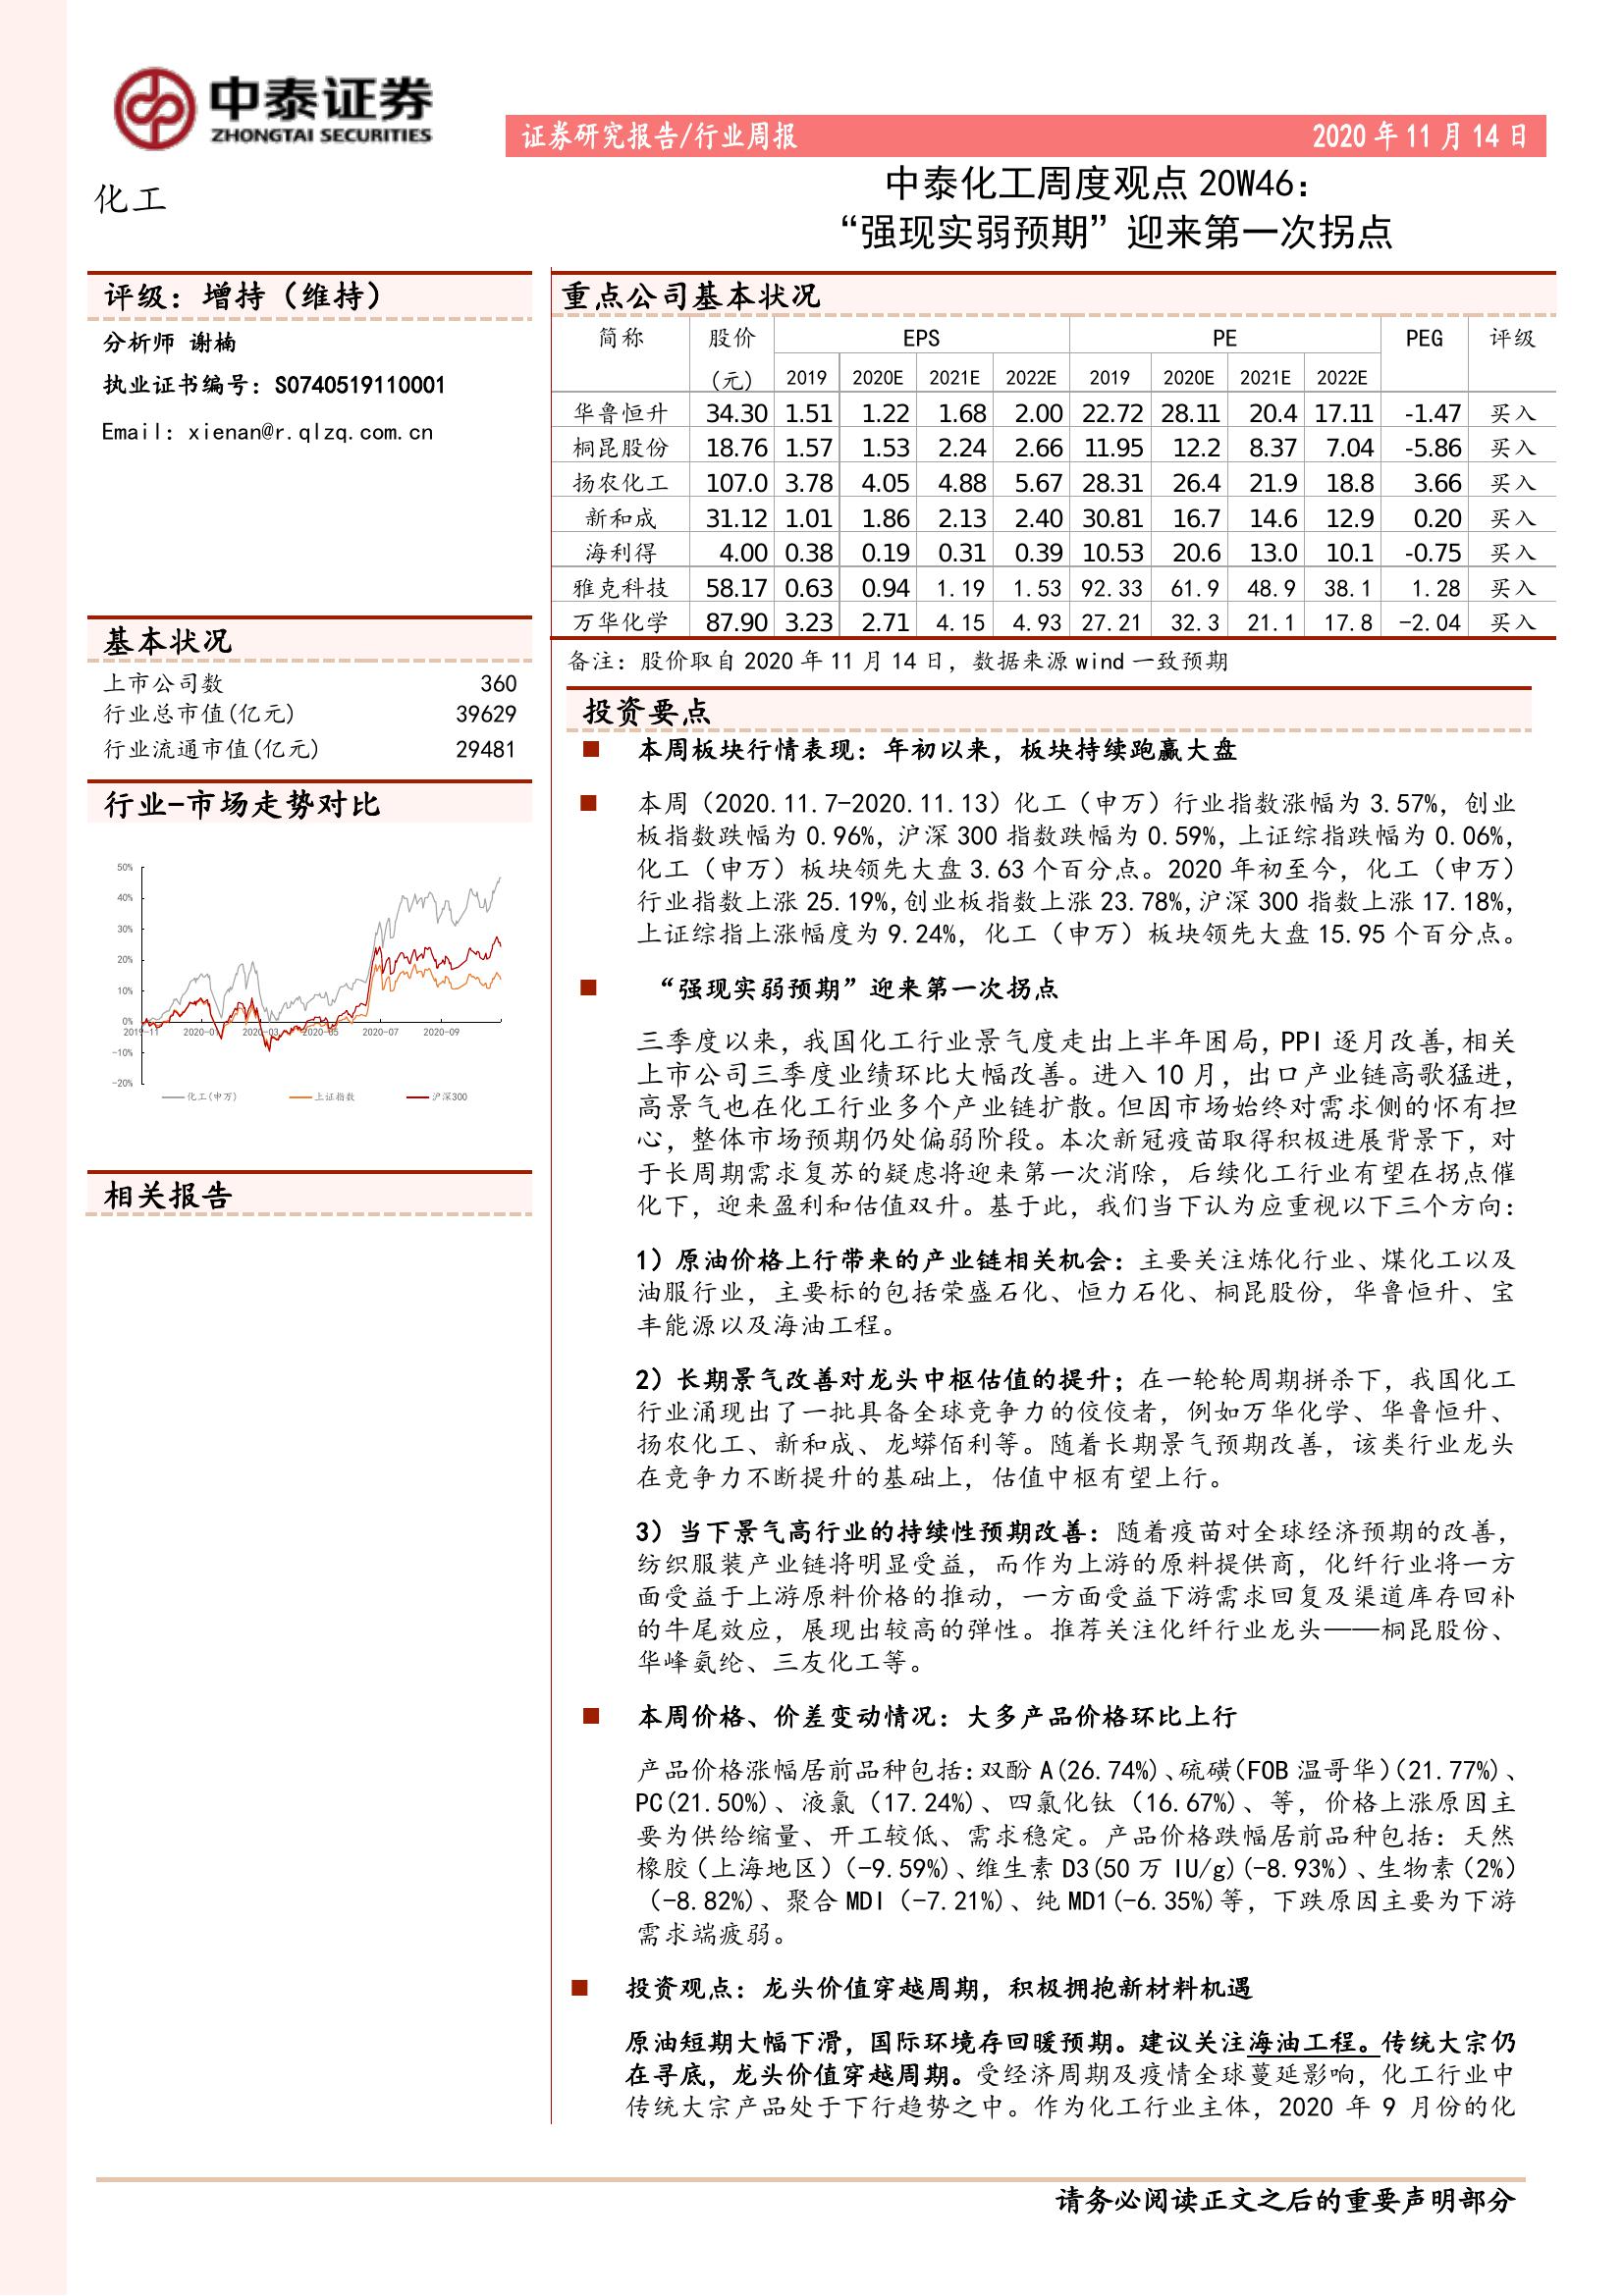 中泰证券
ZHONGTAI SECURITIES
证券研究报告/行业周报 2020 年 11 月 14 日
化工
中泰化工周度观点 20W46：
“强现实弱预期”迎来第一次拐点
评级：增持（维持）
分析师 谢楠
执业证书编号：S0740519110001
Email：xienan@r.qlzq.com.cn
基本状况
上市公司数 360
行业总市值(亿元) 39629
行业流通市值(亿元) 29481
行业-市场走势对比
50%
40%
30%
20%
10%
0%
-10%
-20%
2019-11 2020-01 2020-03 2020-05 2020-07 2020-09
化工(申万) 上证指数 沪深300
相关报告
重点公司基本状况
简称 股价 EPS PE PEG 评级
(元) 2019 2020E 2021E 2022E 2019 2020E 2021E 2022E
华鲁恒升 34.30 1.51 1.22 1.68 2.00 22.72 28.11 20.4 17.11 -1.47 买入
桐昆股份 18.76 1.57 1.53 2.24 2.66 11.95 12.2 8.37 7.04 -5.86 买入
扬农化工 107.0 3.78 4.05 4.88 5.67 28.31 26.4 21.9 18.8 3.66 买入
新和成 31.12 1.01 1.86 2.13 2.40 30.81 16.7 14.6 12.9 0.20 买入
海利得 4.00 0.38 0.19 0.31 0.39 10.53 20.6 13.0 10.1 -0.75 买入
雅克科技 58.17 0.63 0.94 1.19 1.53 92.33 61.9 48.9 38.1 1.28 买入
万华化学 87.90 3.23 2.71 4.15 4.93 27.21 32.3 21.1 17.8 -2.04 买入
备注：股价取自 2020 年 11 月 14 日，数据来源 wind 一致预期
投资要点
■ 本周板块行情表现：年初以来，板块持续跑赢大盘
■ 本周（2020.11.7-2020.11.13）化工（申万）行业指数涨幅为 3.57%，创业
板指数跌幅为 0.96%，沪深 300 指数跌幅为 0.59%，上证综指跌幅为 0.06%，
化工（申万）板块领先大盘 3.63 个百分点。2020 年初至今，化工（申万）
行业指数上涨 25.19%,创业板指数上涨 23.78%,沪深 300 指数上涨 17.18%，
上证综指上涨幅度为 9.24%，化工（申万）板块领先大盘 15.95 个百分点。
■ “强现实弱预期”迎来第一次拐点
三季度以来，我国化工行业景气度走出上半年困局，PPI 逐月改善，相关
上市公司三季度业绩环比大幅改善。进入 10 月，出口产业链高歌猛进，
高景气也在化工行业多个产业链扩散。但因市场始终对需求侧的怀有担
心，整体市场预期仍处偏弱阶段。本次新冠疫苗取得积极进展背景下，对
于长周期需求复苏的疑虑将迎来第一次消除，后续化工行业有望在拐点催
化下，迎来盈利和估值双升。基于此，我们当下认为应重视以下三个方向：
1）原油价格上行带来的产业链相关机会：主要关注炼化行业、煤化工以及
油服行业，主要标的包括荣盛石化、恒力石化、桐昆股份，华鲁恒升、宝
丰能源以及海油工程。
2）长期景气改善对龙头中枢估值的提升；在一轮轮周期拼杀下，我国化工
行业涌现出了一批具备全球竞争力的佼佼者，例如万华化学、华鲁恒升、
扬农化工、新和成、龙蟒佰利等。随着长期景气预期改善，该类行业龙头
在竞争力不断提升的基础上，估值中枢有望上行。
3）当下景气高行业的持续性预期改善：随着疫苗对全球经济预期的改善，
纺织服装产业链将明显受益，而作为上游的原料提供商，化纤行业将一方
面受益于上游原料价格的推动，一方面受益下游需求回复及渠道库存回补
的牛尾效应，展现出较高的弹性。推荐关注化纤行业龙头——桐昆股份、
华峰氨纶、三友化工等。
■ 本周价格、价差变动情况：大多产品价格环比上行
产品价格涨幅居前品种包括:双酚 A(26.74%)、硫磺(FOB 温哥华)(21.77%)、
PC(21.50%)、液氯（17.24%)、四氯化钛（16.67%)、等，价格上涨原因主
要为供给缩量、开工较低、需求稳定。产品价格跌幅居前品种包括：天然
橡胶(上海地区)(-9.59%)、维生素 D3(50 万 IU/g)(-8.93%)、生物素(2%)
（-8.82%)、聚合 MDI（-7.21%)、纯 MD1(-6.35%)等，下跌原因主要为下游
需求端疲弱。
■ 投资观点：龙头价值穿越周期，积极拥抱新材料机遇
原油短期大幅下滑，国际环境存回暖预期。建议关注海油工程。传统大宗仍
在寻底，龙头价值穿越周期。受经济周期及疫情全球蔓延影响，化工行业中
传统大宗产品处于下行趋势之中。作为化工行业主体，2020 年 9 月份的化
请务必阅读正文之后的重要声明部分